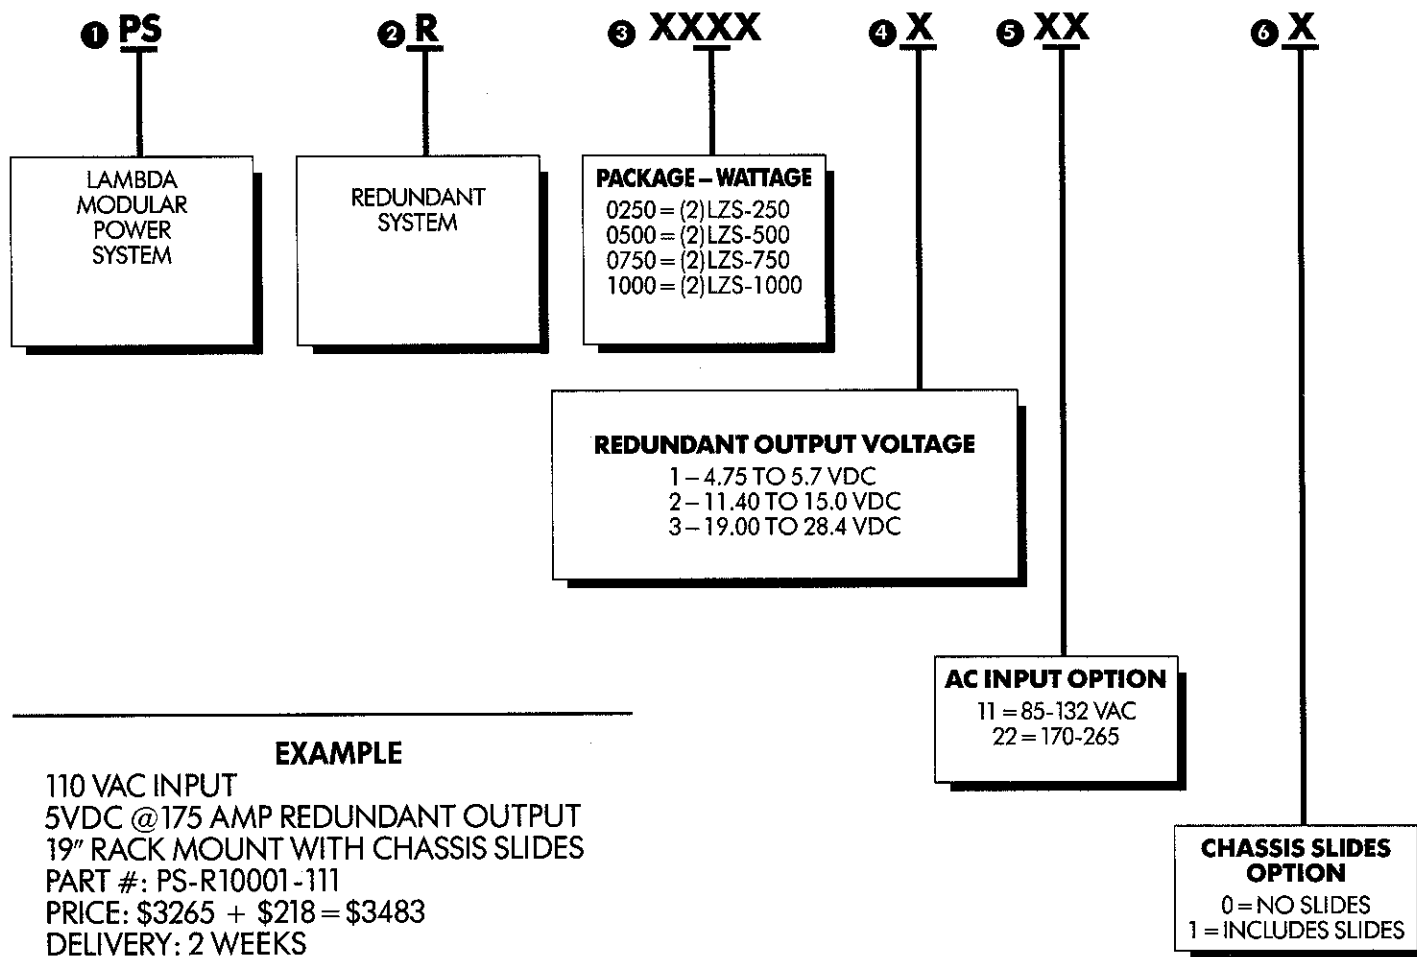 ❶ PS ❷ R ❸ XXXX ❹ X ❺ XX ❻ X
LAMBDA
MODULAR
POWER
SYSTEM
REDUNDANT
SYSTEM
PACKAGE – WATTAGE
0250 = (2) LZS-250
0500 = (2) LZS-500
0750 = (2) LZS-750
1000 = (2) LZS-1000
REDUNDANT OUTPUT VOLTAGE
1 – 4.75 TO 5.7 VDC
2 – 11.40 TO 15.0 VDC
3 – 19.00 TO 28.4 VDC
AC INPUT OPTION
11 = 85-132 VAC
22 = 170-265
CHASSIS SLIDES
OPTION
0 = NO SLIDES
1 = INCLUDES SLIDES
EXAMPLE
110 VAC INPUT
5VDC @ 175 AMP REDUNDANT OUTPUT
19" RACK MOUNT WITH CHASSIS SLIDES
PART #: PS-R10001-111
PRICE: $3265 + $218 = $3483
DELIVERY: 2 WEEKS